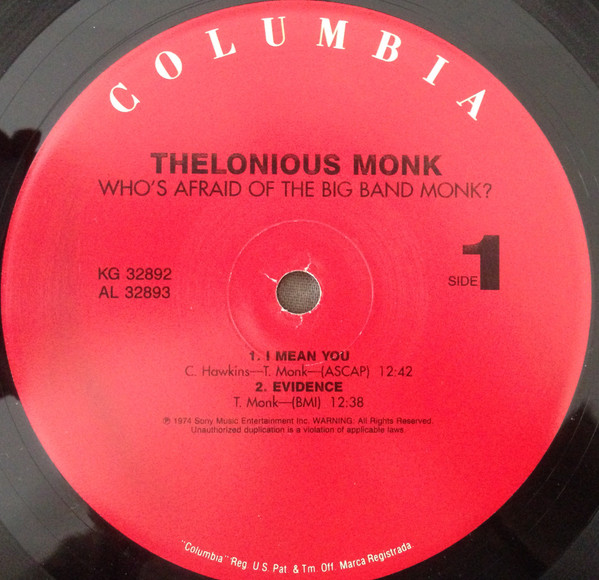 COLUMBIA
THELONIOUS MONK
WHO'S AFRAID OF THE BIG BAND MONK?
KG 32892
AL 32893
SIDE 1
1. I MEAN YOU
C. Hawkins—T. Monk—(ASCAP) 12:42
2. EVIDENCE
T. Monk—(BMI) 12:38
℗ 1974 Sony Music Entertainment Inc. WARNING: All Rights Reserved.
Unauthorized duplication is a violation of applicable laws.
"Columbia" Reg. U.S. Pat. & Tm. Off. Marca Registrada.